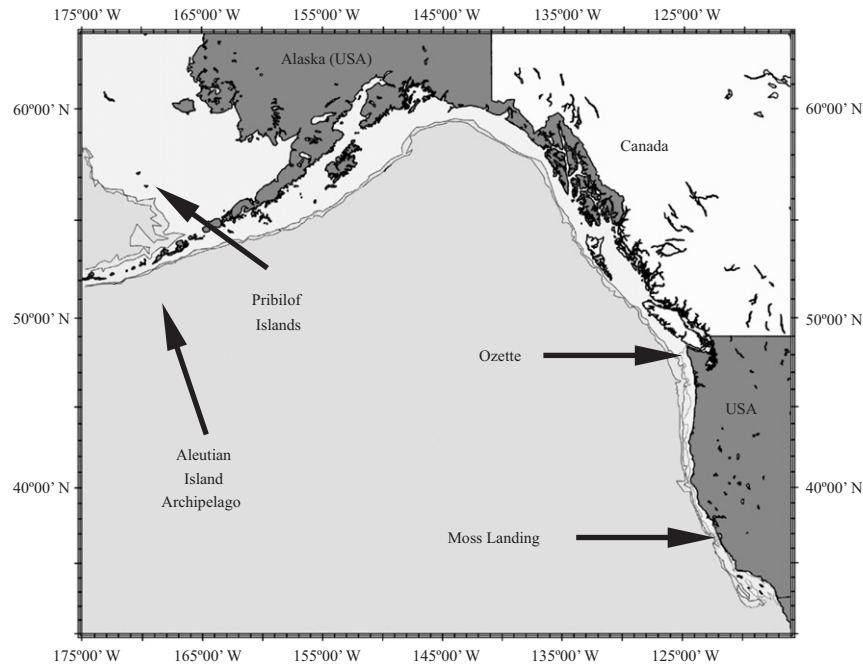 175º00' W 165º00' W 155º00' W 145º00' W 135º00' W 125º00' W
Alaska (USA)
60º00' N
60º00' N
Canada
Pribilof
Islands
50º00' N
50º00' N
Ozette
USA
Aleutian
Island
Archipelago
40º00' N
40º00' N
Moss Landing
175º00' W 165º00' W 155º00' W 145º00' W 135º00' W 125º00' W